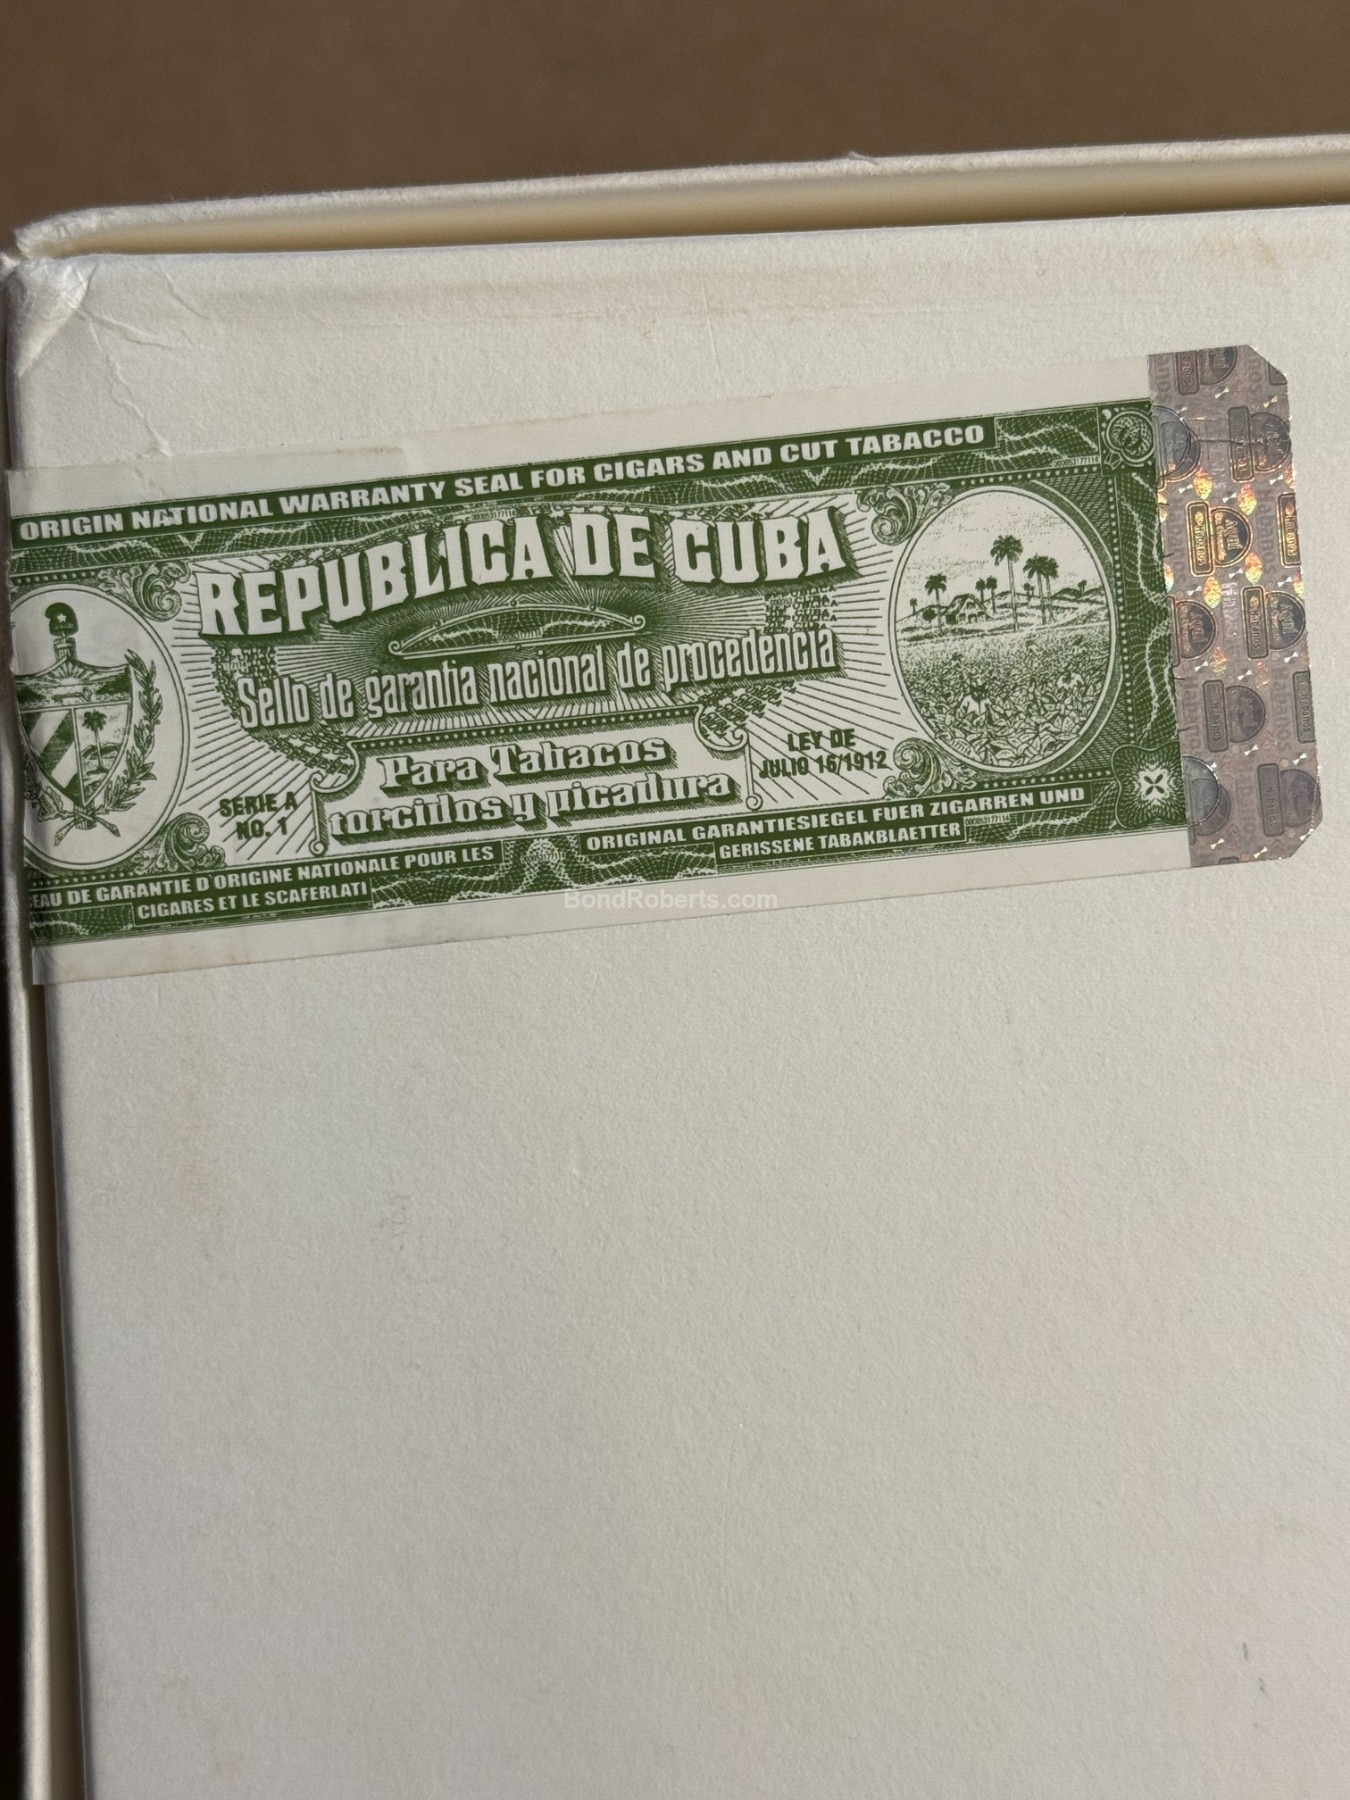 ORIGIN NATIONAL WARRANTY SEAL FOR CIGARS AND CUT TABACCO
000053177114
REPUBLICA DE CUBA
Sello de garantia nacional de procedencia
Para Tabacos
torcidos y picadura
SERIE A
NO. 1
LEY DE
JULIO 16/1912
EAU DE GARANTIE D'ORIGINE NATIONALE POUR LES
CIGARES ET LE SCAFERLATI
ORIGINAL GARANTIESIEGEL FUER ZIGARREN UND
GERISSENE TABAKBLAETTER
000053177114
BondRoberts.com